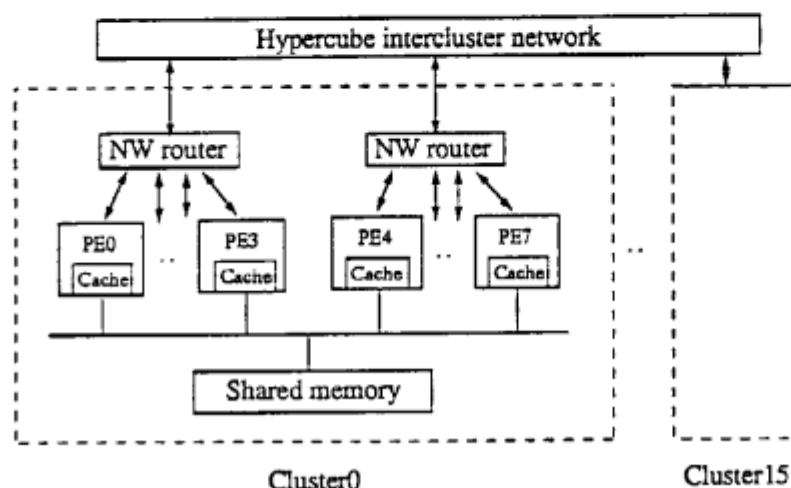 Hypercube intercluster network
NW router
NW router
PE0
Cache
..
PE3
Cache
PE4
Cache
..
PE7
Cache
..
Shared memory
Cluster0
Cluster15